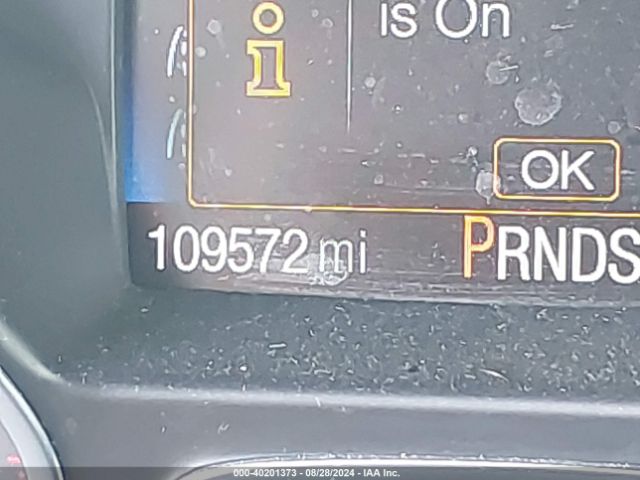 is On
OK
109572 mi
PRNDS
000-40201373 - 08/28/2024 - IAA Inc.